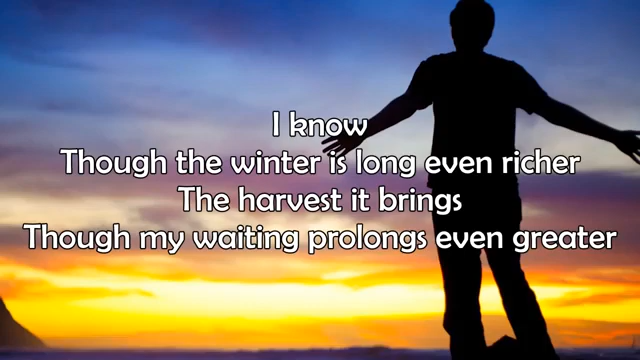 I know
Though the winter is long even richer
The harvest it brings
Though my waiting prolongs even greater